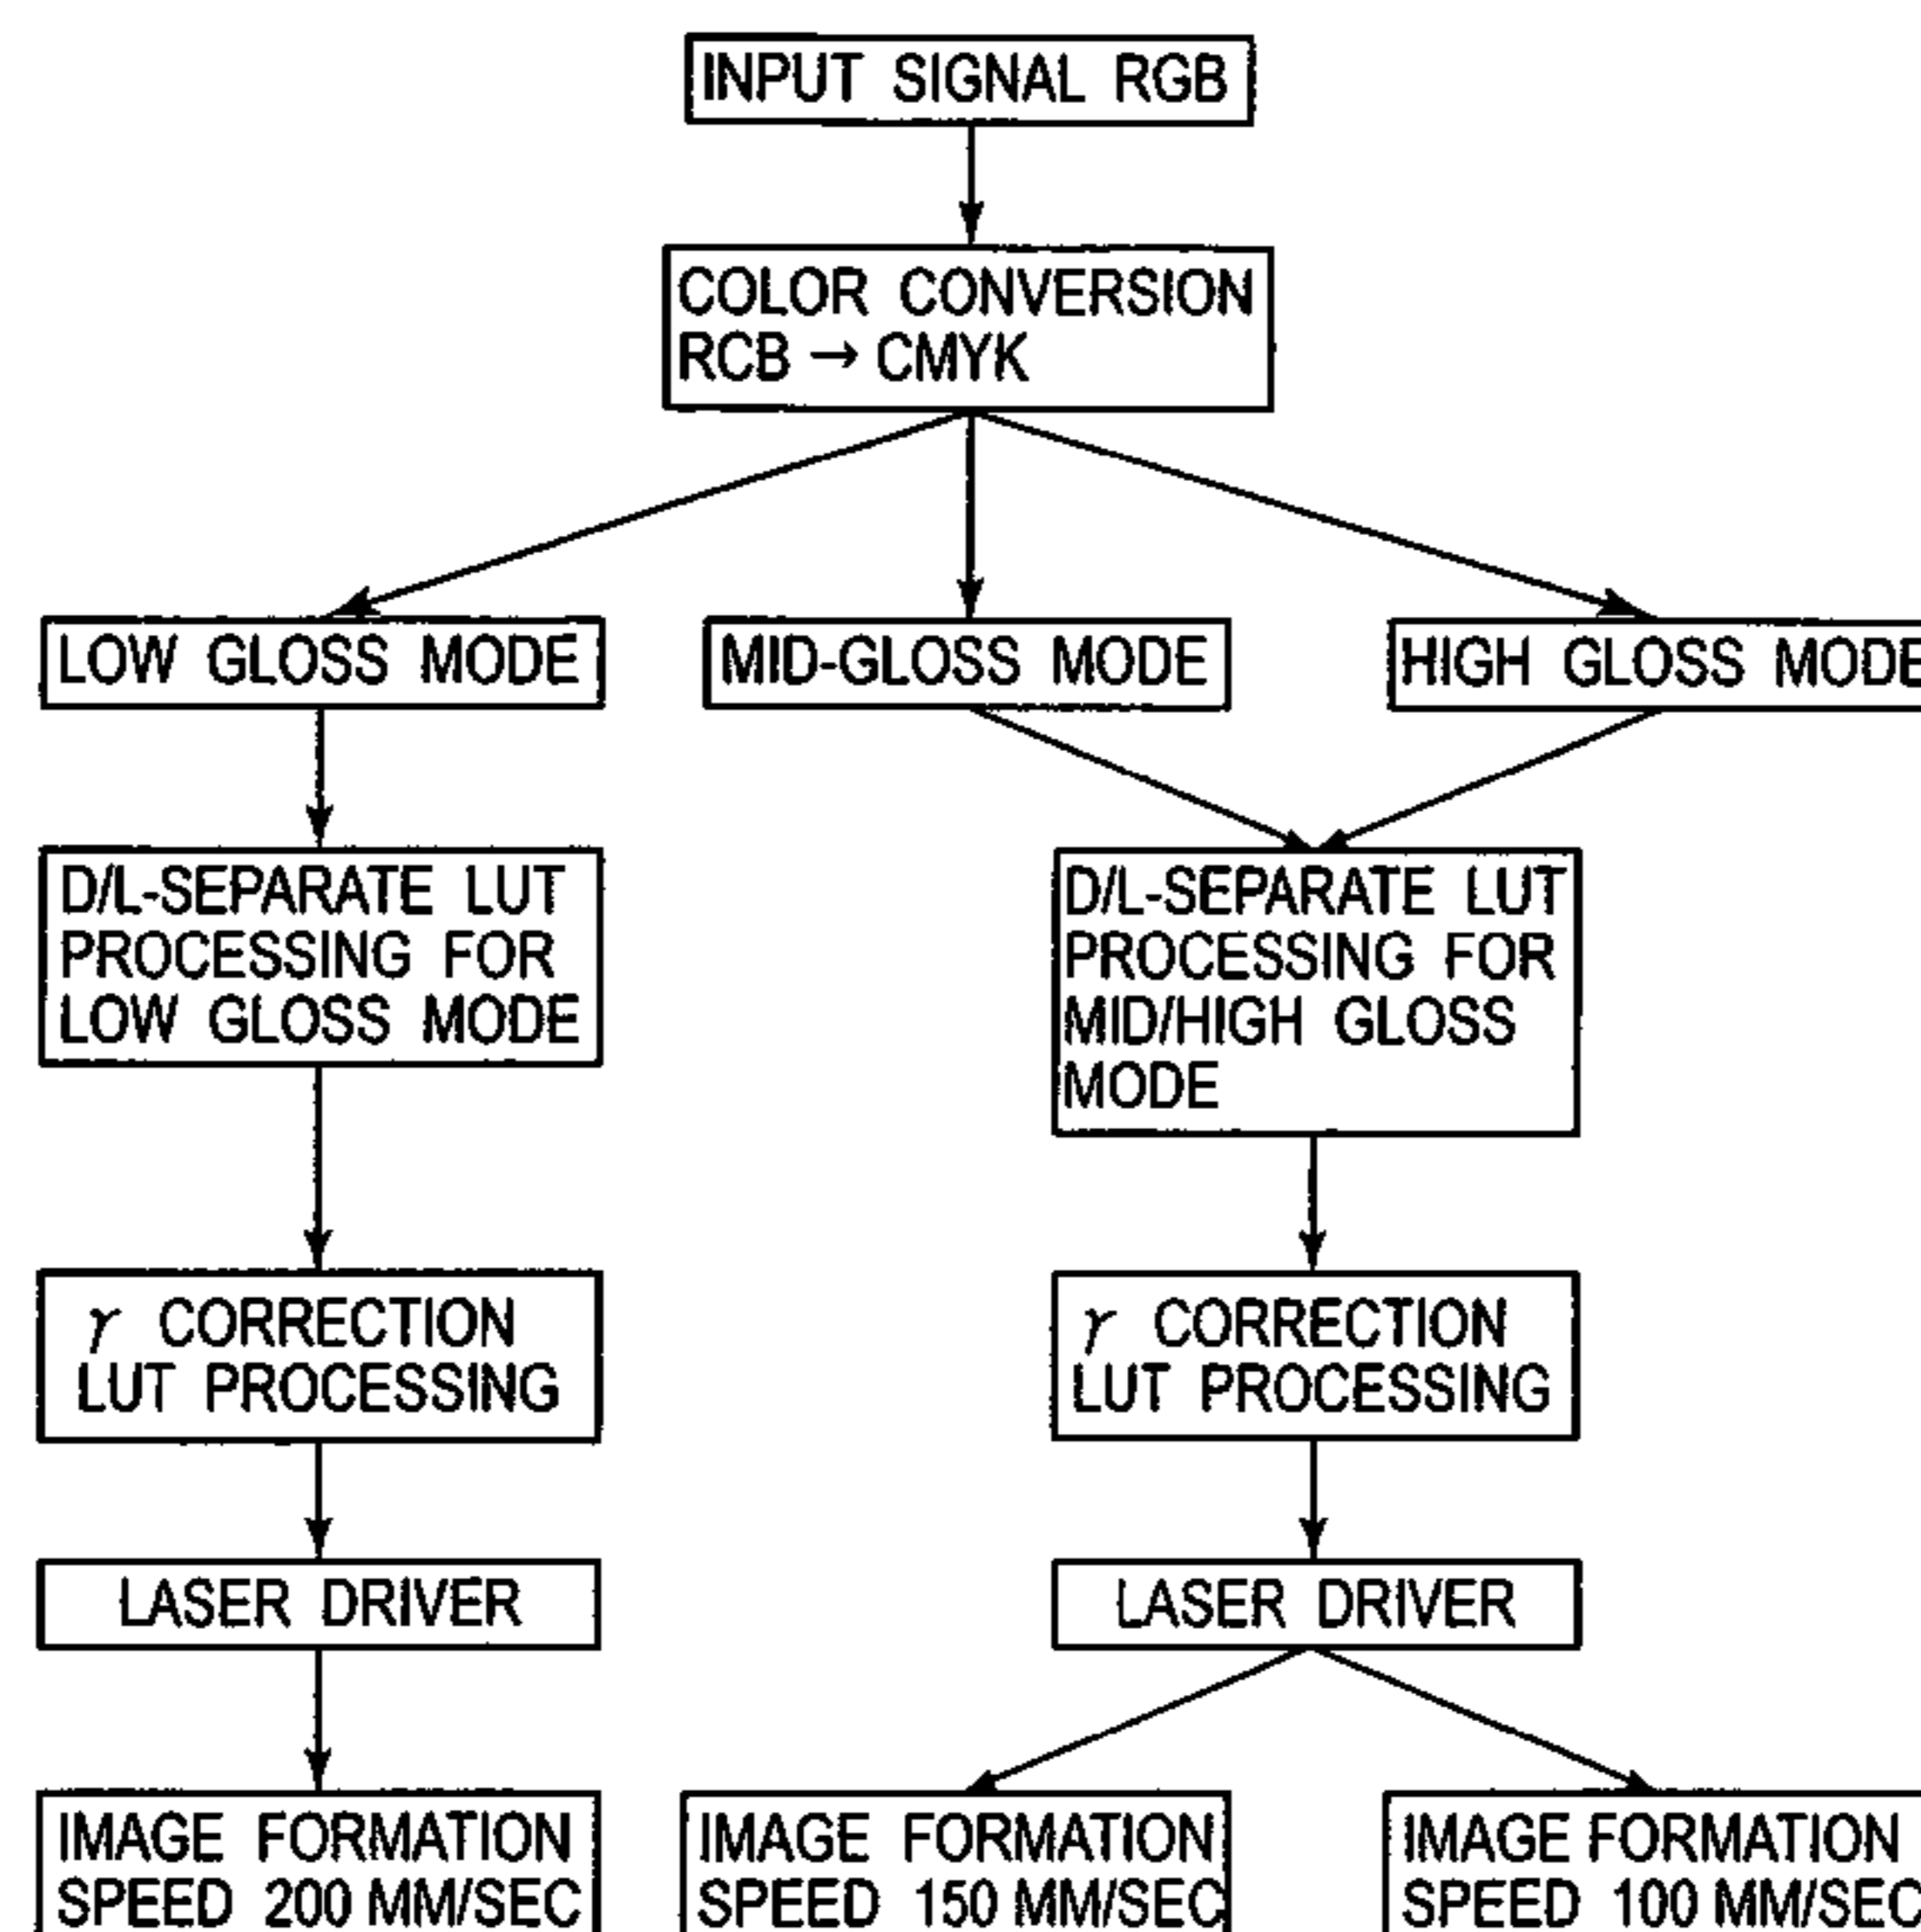 INPUT SIGNAL RGB
COLOR CONVERSION
RCB → CMYK
LOW GLOSS MODE
MID-GLOSS MODE
HIGH GLOSS MODE
D/L-SEPARATE LUT
PROCESSING FOR
LOW GLOSS MODE
D/L-SEPARATE LUT
PROCESSING FOR
MID/HIGH GLOSS
MODE
γ CORRECTION
LUT PROCESSING
γ CORRECTION
LUT PROCESSING
LASER DRIVER
LASER DRIVER
IMAGE FORMATION
SPEED 200 MM/SEC
IMAGE FORMATION
SPEED 150 MM/SEC
IMAGE FORMATION
SPEED 100 MM/SEC